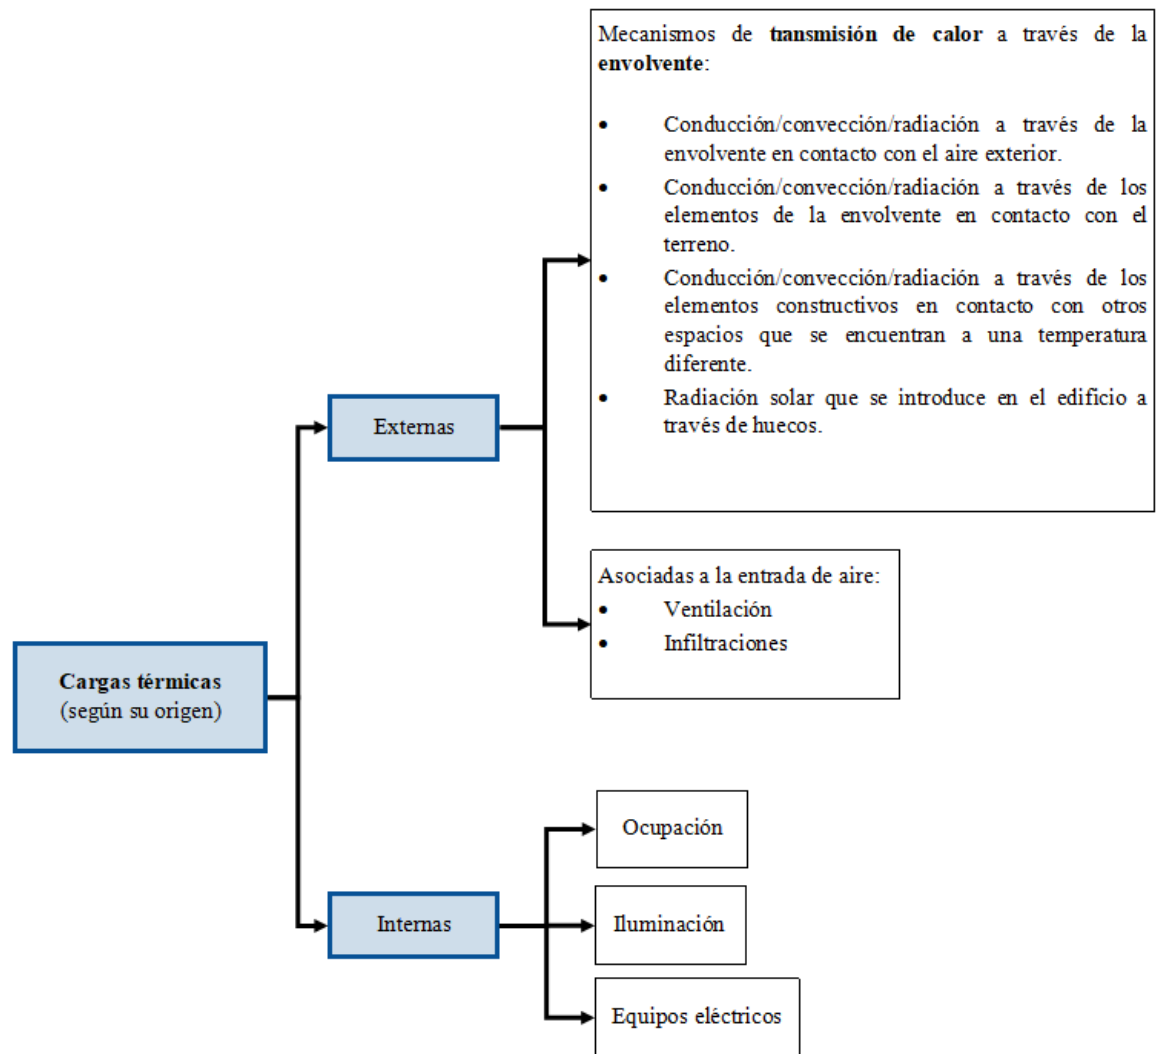 Mecanismos de transmisión de calor a través de la
envolvente:
• Conducción/convección/radiación a través de la
envolvente en contacto con el aire exterior.
• Conducción/convección/radiación a través de los
elementos de la envolvente en contacto con el
terreno.
• Conducción/convección/radiación a través de los
elementos constructivos en contacto con otros
espacios que se encuentran a una temperatura
diferente.
• Radiación solar que se introduce en el edificio a
través de huecos.
Externas
Asociadas a la entrada de aire:
• Ventilación
• Infiltraciones
Cargas térmicas
(según su origen)
Ocupación
Internas
Iluminación
Equipos eléctricos